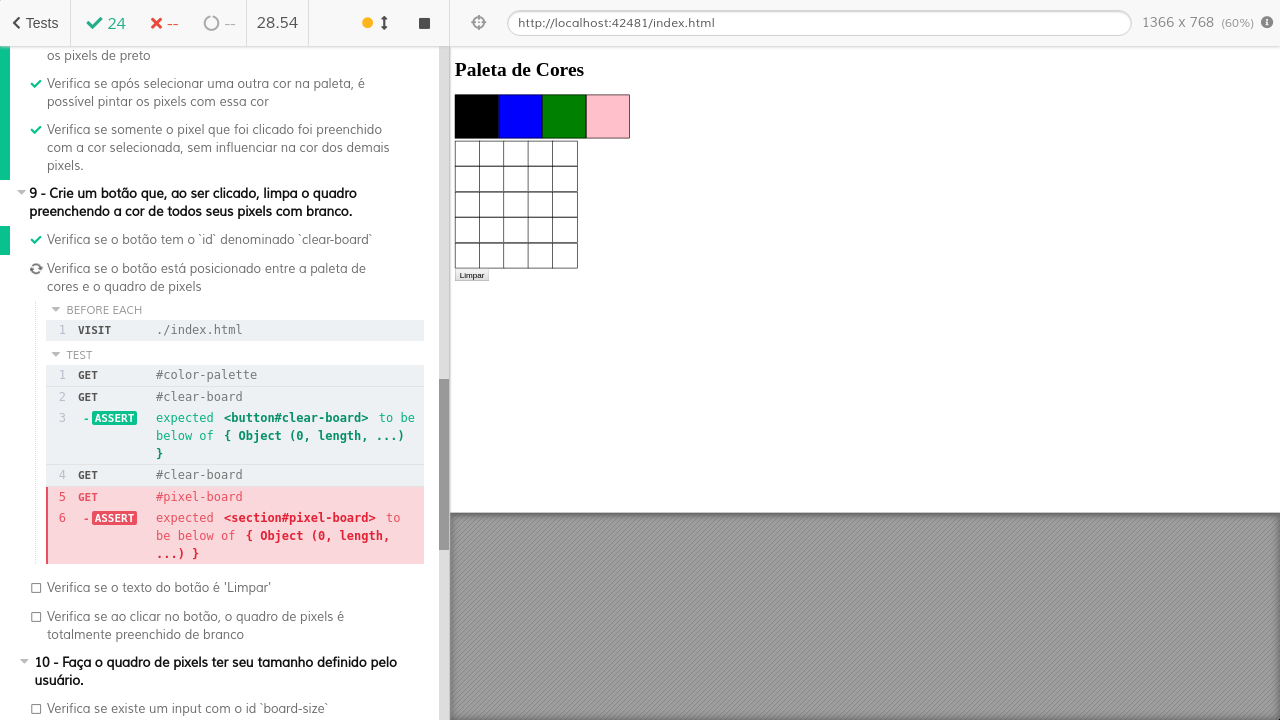 Tests
24
--
--
28.54
http://localhost:42481/index.html
1366 x 768 (60%)
os pixels de preto
Verifica se após selecionar uma outra cor na paleta, é
possível pintar os pixels com essa cor
Verifica se somente o pixel que foi clicado foi preenchido
com a cor selecionada, sem influenciar na cor dos demais
pixels.
9 - Crie um botão que, ao ser clicado, limpa o quadro
preenchendo a cor de todos seus pixels com branco.
Verifica se o botão tem o `id` denominado `clear-board`
Verifica se o botão está posicionado entre a paleta de
cores e o quadro de pixels
BEFORE EACH
1 VISIT ./index.html
TEST
1 GET #color-palette
2 GET #clear-board
3 - ASSERT expected <button#clear-board> to be
below of { Object (0, length, ...)
}
4 GET #clear-board
5 GET #pixel-board
6 - ASSERT expected <section#pixel-board> to
be below of { Object (0, length,
...) }
Verifica se o texto do botão é 'Limpar'
Verifica se ao clicar no botão, o quadro de pixels é
totalmente preenchido de branco
10 - Faça o quadro de pixels ter seu tamanho definido pelo
usuário.
Verifica se existe um input com o id `board-size`
Paleta de Cores
Limpar